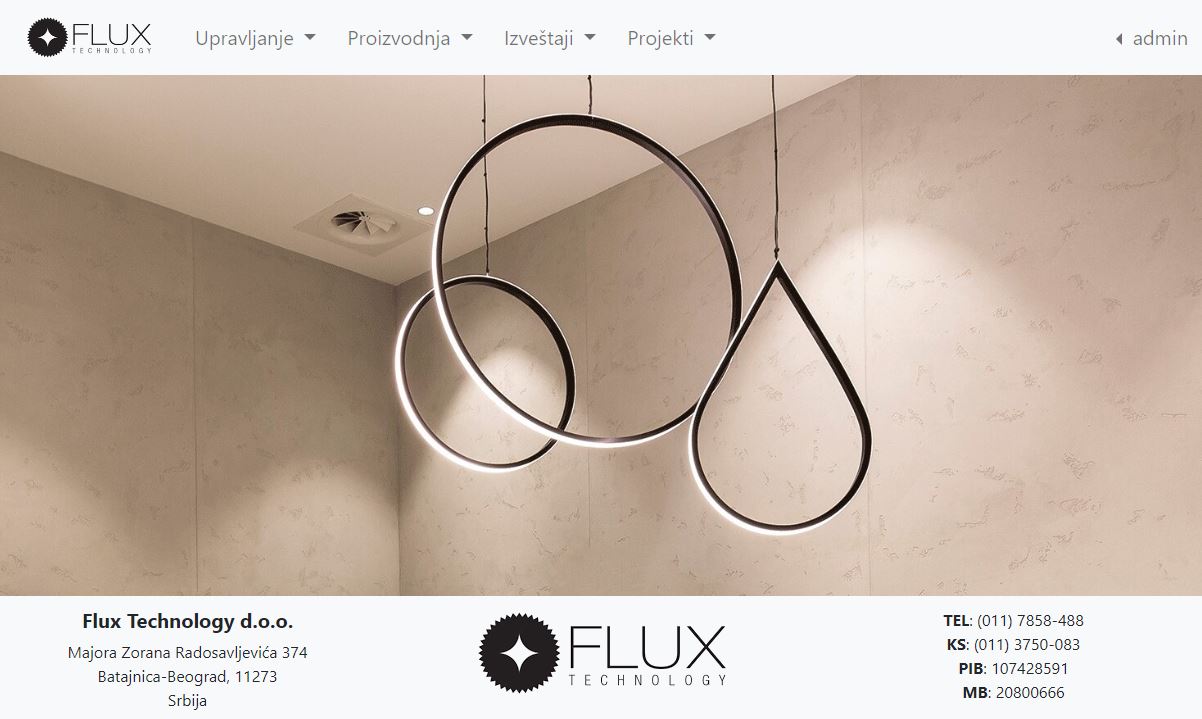 FLUX
TECHNOLOGY
Upravljanje
Proizvodnja
Izveštaji
Projekti
admin
Flux Technology d.o.o.
Majora Zorana Radosavljevića 374
Batajnica-Beograd, 11273
Srbija
FLUX
TECHNOLOGY
TEL: (011) 7858-488
KS: (011) 3750-083
PIB: 107428591
MB: 20800666